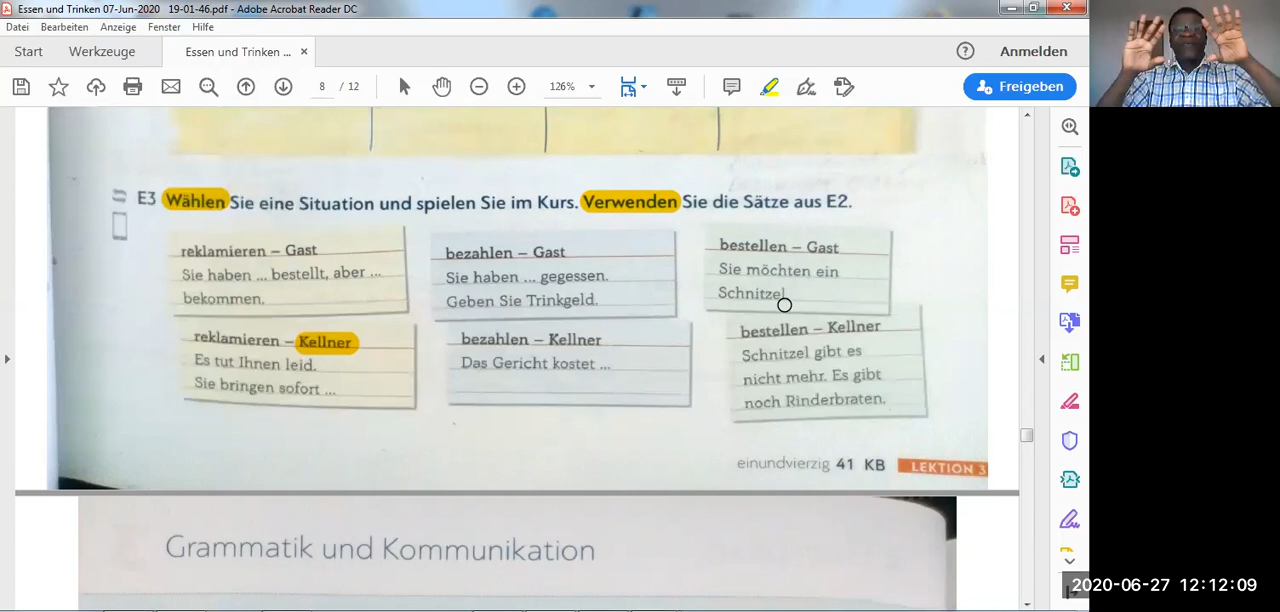 Essen und Trinken 07-Jun-2020 19-01-46.pdf - Adobe Acrobat Reader DC
Datei Bearbeiten Anzeige Fenster Hilfe
Start Werkzeuge Essen und Trinken ... × Anmelden
8 / 12 126% Freigeben
E3 Wählen Sie eine Situation und spielen Sie im Kurs. Verwenden Sie die Sätze aus E2.
reklamieren – Gast
Sie haben ... bestellt, aber ...
bekommen.
bezahlen – Gast
Sie haben ... gegessen.
Geben Sie Trinkgeld.
bestellen – Gast
Sie möchten ein
Schnitzel
reklamieren – Kellner
Es tut Ihnen leid.
Sie bringen sofort ...
bezahlen – Kellner
Das Gericht kostet ...
bestellen – Kellner
Schnitzel gibt es
nicht mehr. Es gibt
noch Rinderbraten.
einundvierzig 41 KB LEKTION 3
Grammatik und Kommunikation
2020-06-27 12:12:09